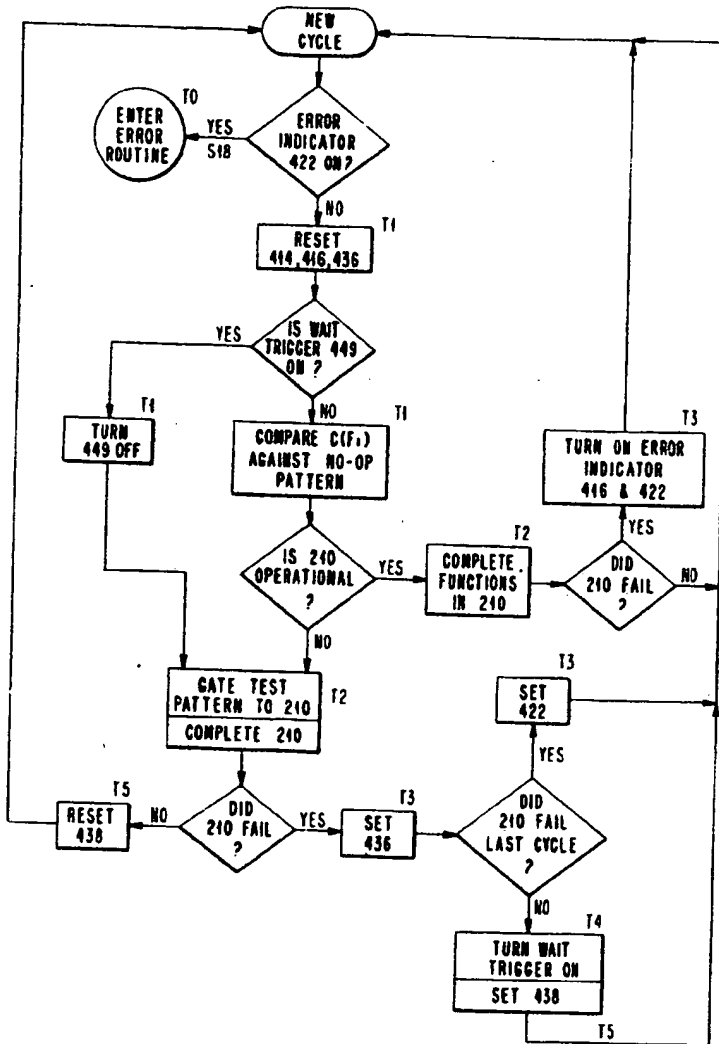 NEW
CYCLE
T0
ENTER
ERROR
ROUTINE
YES
S18
ERROR
INDICATOR
422 ON?
NO
T1
RESET
414,416,436
YES
IS WAIT
TRIGGER 449
ON ?
NO
T1
TURN
449 OFF
T1
COMPARE C(F₁)
AGAINST NO-OP
PATTERN
T3
TURN ON ERROR
INDICATOR
416 & 422
YES
IS 210
OPERATIONAL
?
YES
T2
COMPLETE
FUNCTIONS
IN 210
DID
210 FAIL
?
NO
NO
GATE TEST
PATTERN TO 210
T2
COMPLETE 210
T3
SET
422
YES
T5
RESET
438
NO
DID
210 FAIL
?
YES
T3
SET
436
DID
210 FAIL
LAST CYCLE
?
NO
T4
TURN WAIT
TRIGGER ON
SET 438
T5